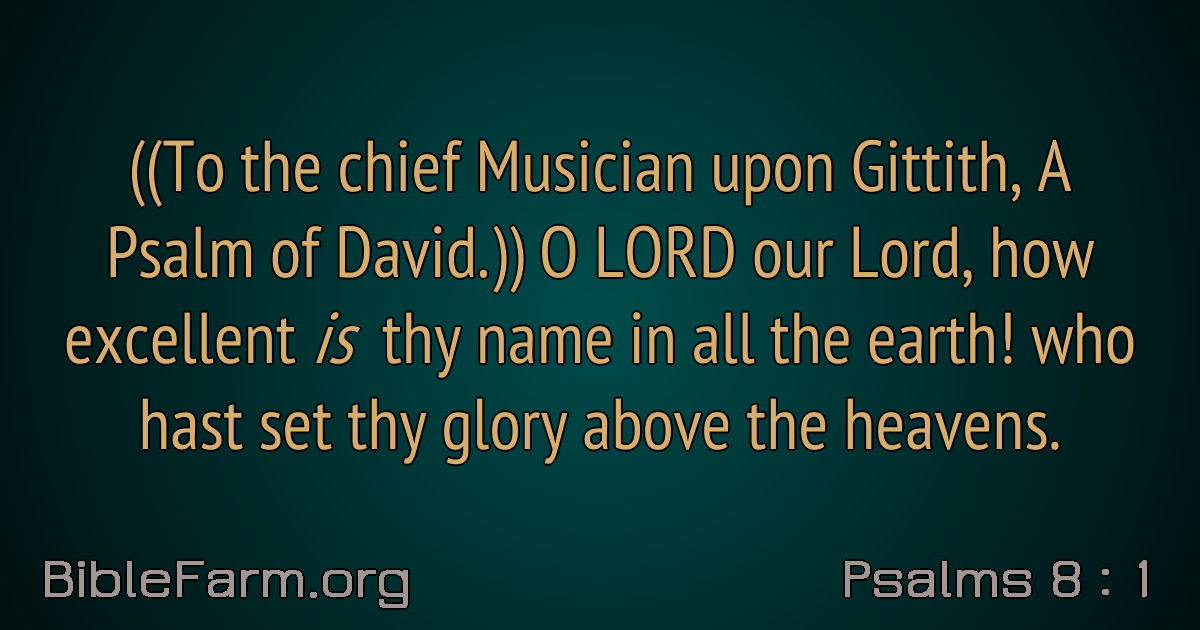 ((To the chief Musician upon Gittith, A
Psalm of David.)) O LORD our Lord, how
excellent is thy name in all the earth! who
hast set thy glory above the heavens.
BibleFarm.org
Psalms 8 : 1